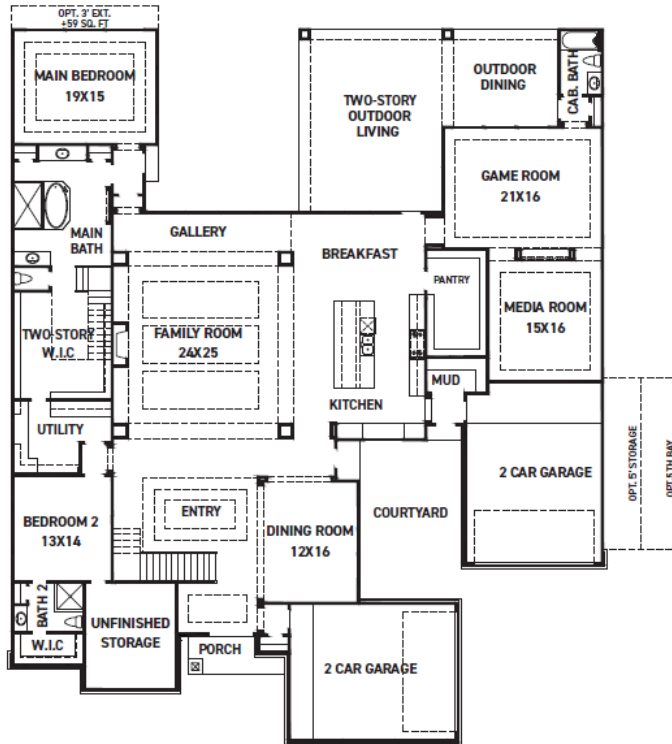 OPT. 3' EXT.
+59 SQ. FT
MAIN BEDROOM
19X15
TWO-STORY
OUTDOOR
LIVING
OUTDOOR
DINING
CAB. BATH
GAME ROOM
21X16
GALLERY
MAIN
BATH
BREAKFAST
PANTRY
MEDIA ROOM
15X16
TWO-STORY
W.I.C
FAMILY ROOM
24X25
MUD
KITCHEN
UTILITY
2 CAR GARAGE
OPT. 5' STORAGE
OPT. 5TH BAY
ENTRY
COURTYARD
BEDROOM 2
13X14
DINING ROOM
12X16
BATH 2
UNFINISHED
STORAGE
W.I.C
PORCH
2 CAR GARAGE